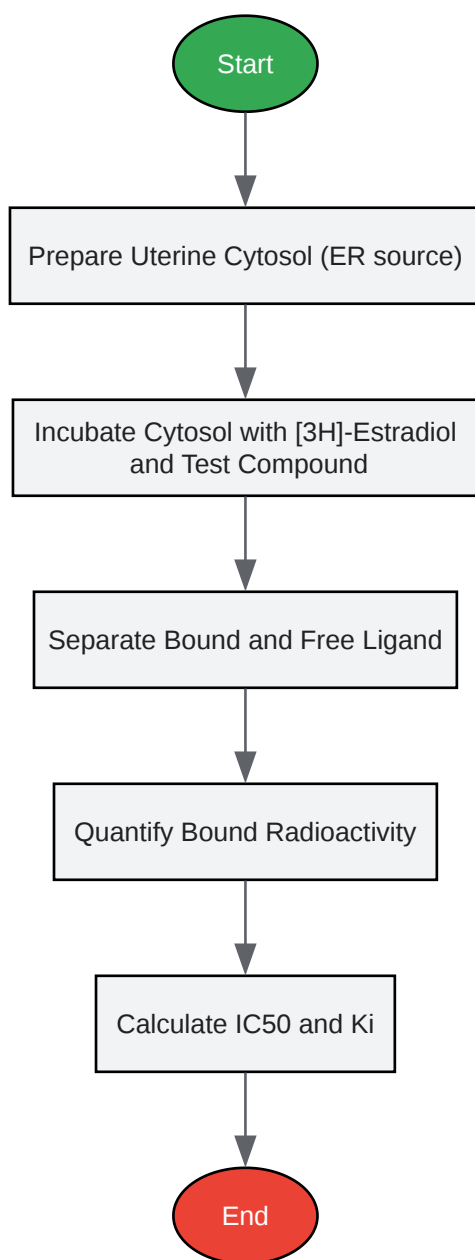 Start
Prepare Uterine Cytosol (ER source)
Incubate Cytosol with [3H]-Estradiol
and Test Compound
Separate Bound and Free Ligand
Quantify Bound Radioactivity
Calculate IC50 and Ki
End